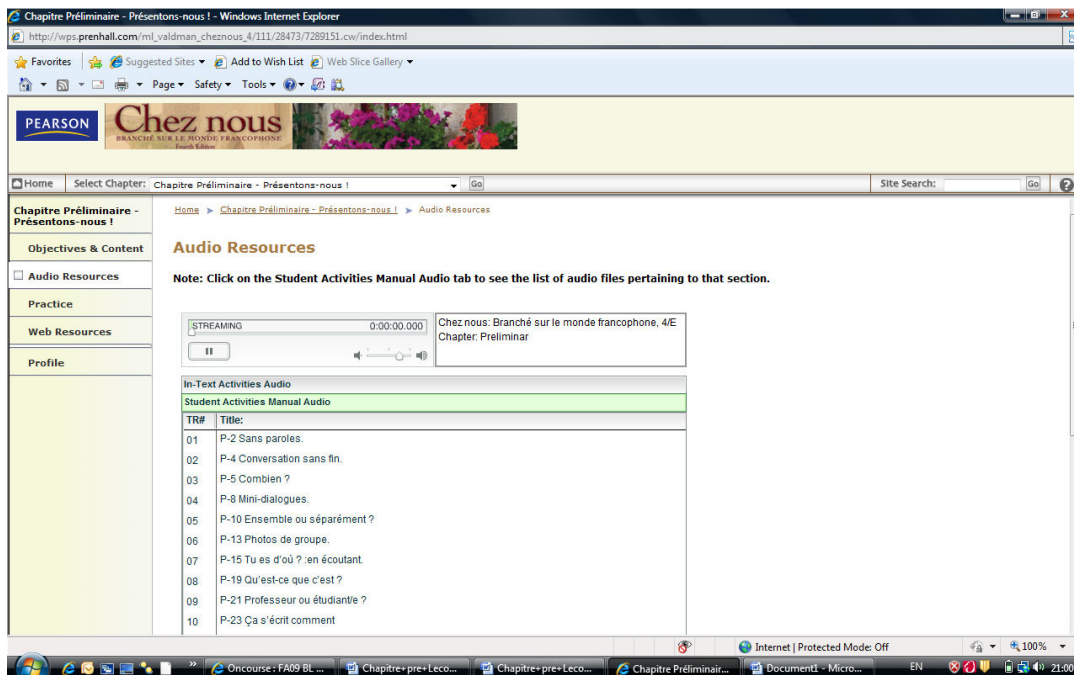 Chapitre Préliminaire - Présentons-nous ! - Windows Internet Explorer
http://wps.prenhall.com/ml_valdman_cheznous_4/111/28473/7289151.cw/index.html
Favorites Suggested Sites Add to Wish List Web Slice Gallery
Page Safety Tools
PEARSON
Chez nous
BRANCHÉ SUR LE MONDE FRANCOPHONE
Fourth Edition
Home Select Chapter: Chapitre Préliminaire - Présentons-nous ! Go Site Search: Go
Chapitre Préliminaire - Présentons-nous !
Objectives & Content
Audio Resources
Practice
Web Resources
Profile
Home > Chapitre Préliminaire - Présentons-nous ! > Audio Resources
Audio Resources
Note: Click on the Student Activities Manual Audio tab to see the list of audio files pertaining to that section.
STREAMING 0:00:00.000
Chez nous: Branché sur le monde francophone, 4/E
Chapter: Preliminar
In-Text Activities Audio
Student Activities Manual Audio
TR# Title:
01 P-2 Sans paroles.
02 P-4 Conversation sans fin.
03 P-5 Combien ?
04 P-8 Mini-dialogues.
05 P-10 Ensemble ou séparément ?
06 P-13 Photos de groupe.
07 P-15 Tu es d'où ? :en écoutant.
08 P-19 Qu'est-ce que c'est ?
09 P-21 Professeur ou étudiant/e ?
10 P-23 Ça s'écrit comment
Internet | Protected Mode: Off 100%
Oncourse : FA09 BL ... Chapitre+pre+Leco... Chapitre+pre+Leco... Chapitre Préliminair... Document1 - Micro... EN 21:00